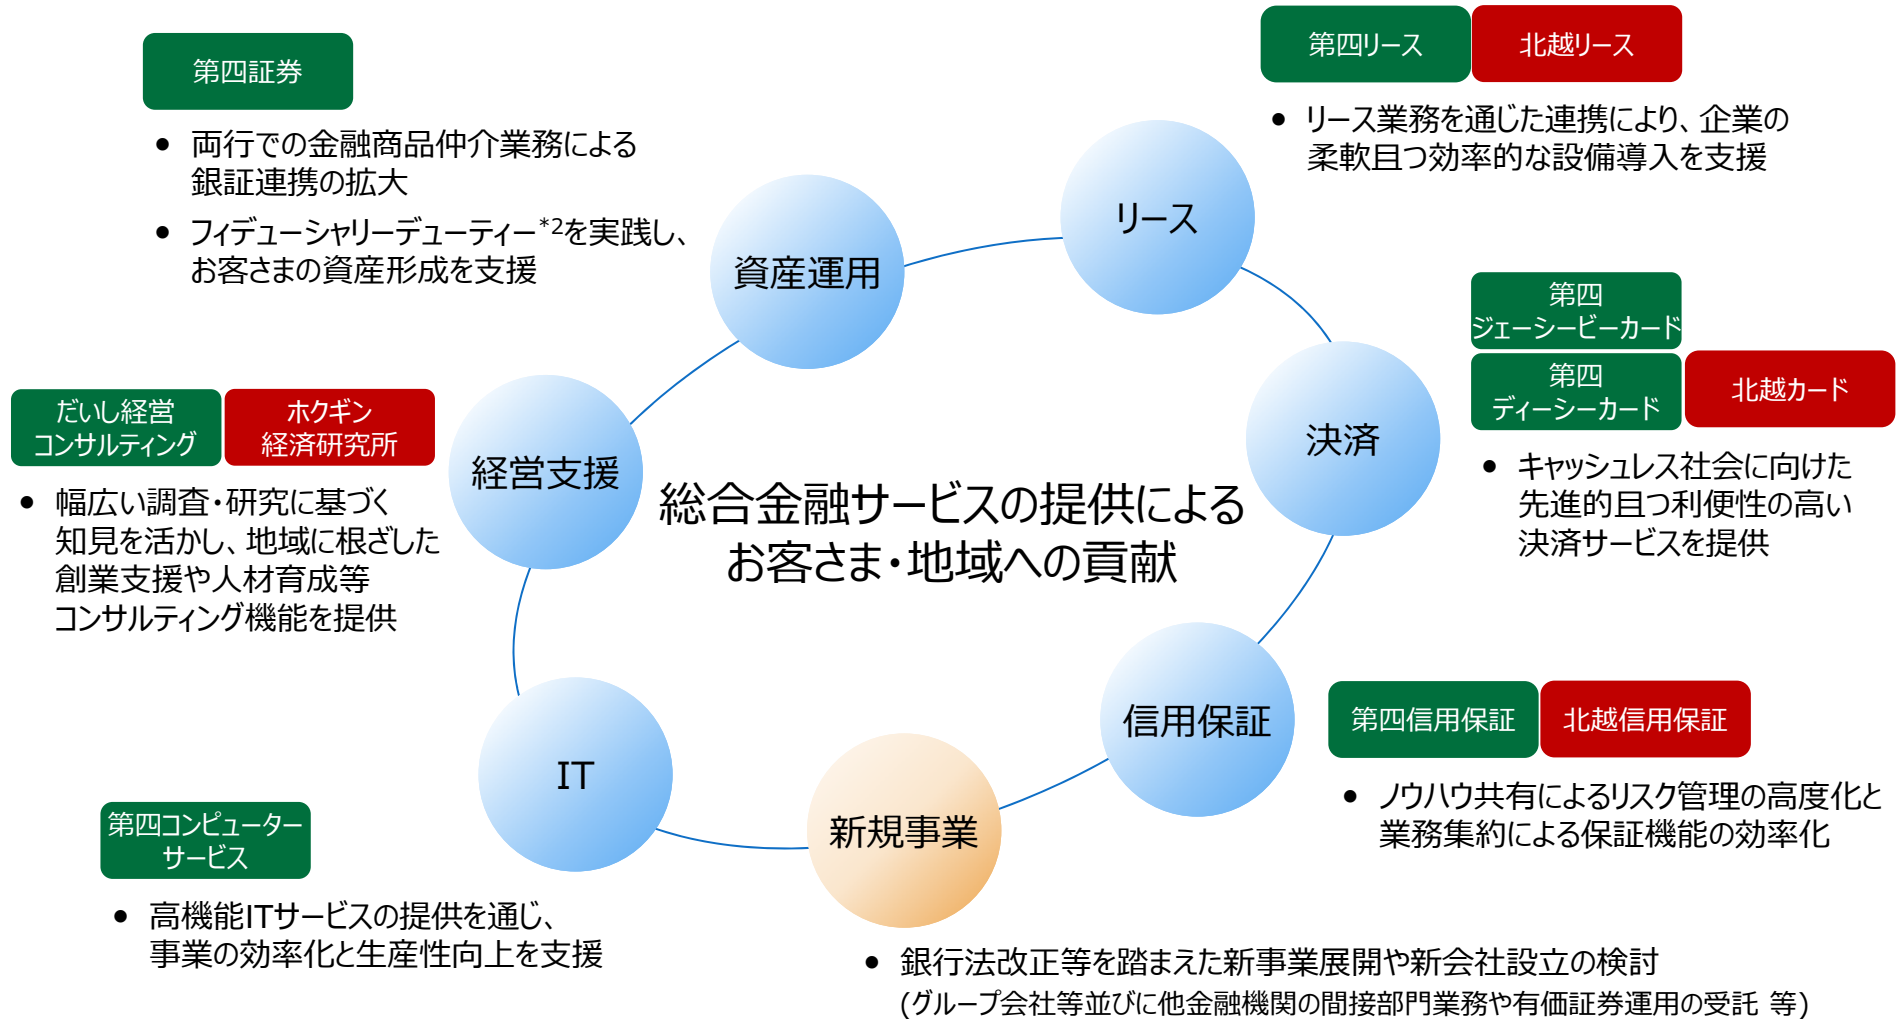 第四証券
両行での金融商品仲介業務による
銀証連携の拡大
フィデューシャリーデューティー*2を実践し、
お客さまの資産形成を支援
第四リース
北越リース
リース業務を通じた連携により、企業の
柔軟且つ効率的な設備導入を支援
資産運用
リース
第四
ジェーシービーカード
第四
ディーシーカード
北越カード
キャッシュレス社会に向けた
先進的且つ利便性の高い
決済サービスを提供
決済
だいし経営
コンサルティング
ホクギン
経済研究所
幅広い調査・研究に基づく
知見を活かし、地域に根ざした
創業支援や人材育成等
コンサルティング機能を提供
経営支援
総合金融サービスの提供による
お客さま・地域への貢献
信用保証
第四信用保証
北越信用保証
ノウハウ共有によるリスク管理の高度化と
業務集約による保証機能の効率化
IT
第四コンピューター
サービス
高機能ITサービスの提供を通じ、
事業の効率化と生産性向上を支援
新規事業
銀行法改正等を踏まえた新事業展開や新会社設立の検討
(グループ会社等並びに他金融機関の間接部門業務や有価証券運用の受託 等)